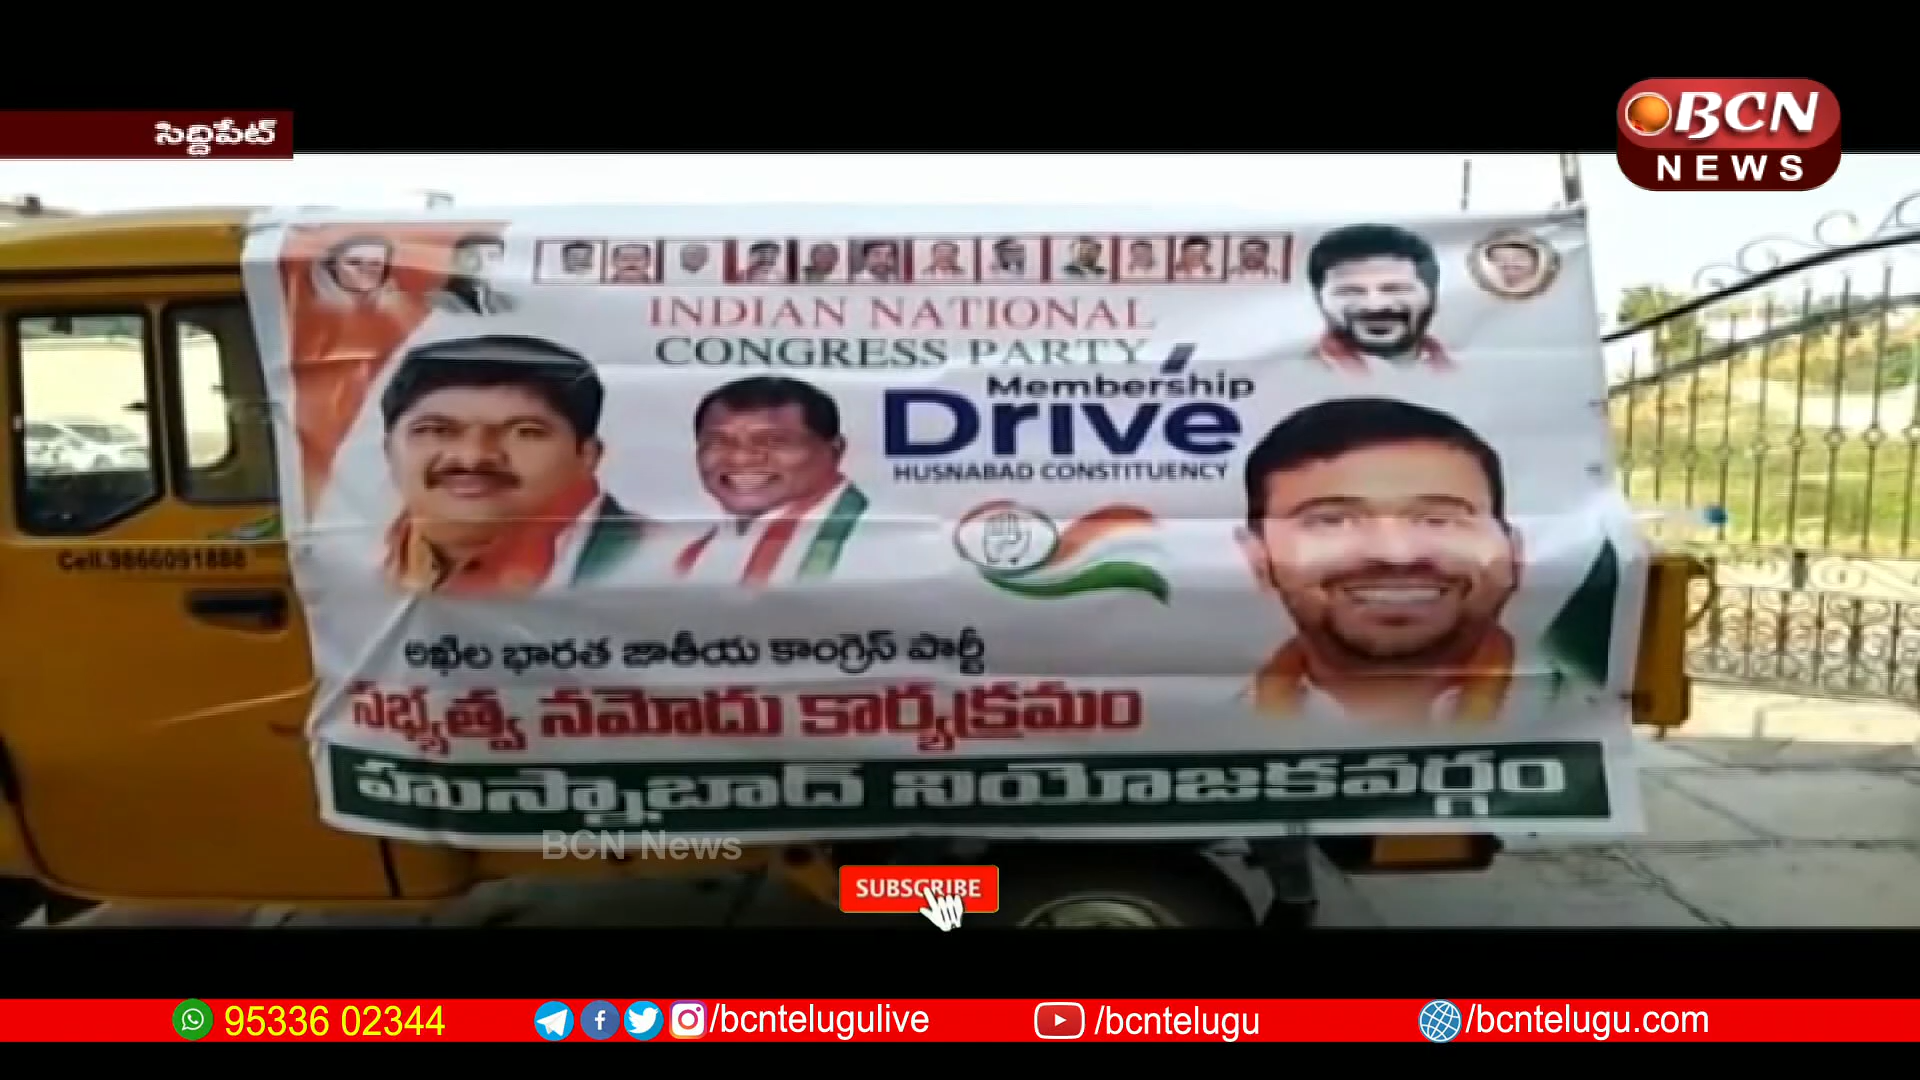 సిద్దిపేట్
BCN
NEWS
INDIAN NATIONAL
CONGRESS PARTY
Membership
Drive
HUSNABAD CONSTITUENCY
Cell.9866091888
అఖిల భారత జాతీయ కాంగ్రెస్ పార్టీ
సభ్యత్వ నమోదు కార్యక్రమం
హుస్నాబాద్ నియోజకవర్గం
BCN News
SUBSCRIBE
95336 02344 /bcntelugulive /bcntelugu /bcntelugu.com